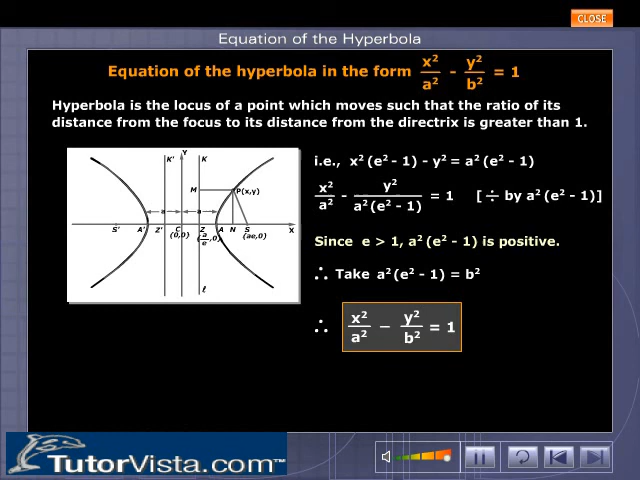 CLOSE
Equation of the Hyperbola
Equation of the hyperbola in the form x²/a² - y²/b² = 1
Hyperbola is the locus of a point which moves such that the ratio of its
distance from the focus to its distance from the directrix is greater than 1.
i.e., x² (e² - 1) - y² = a² (e² - 1)
x²/a² - y²/a² (e² - 1) = 1 [ ÷ by a² (e² - 1)]
Since e > 1, a² (e² - 1) is positive.
∴ Take a² (e² - 1) = b²
∴ x²/a² − y²/b² = 1
K' Y K
M P(x,y)
a a
S' A' Z' C Z A N S X
(0,0) (a/e,0) (ae,0)
ℓ
TutorVista.com™